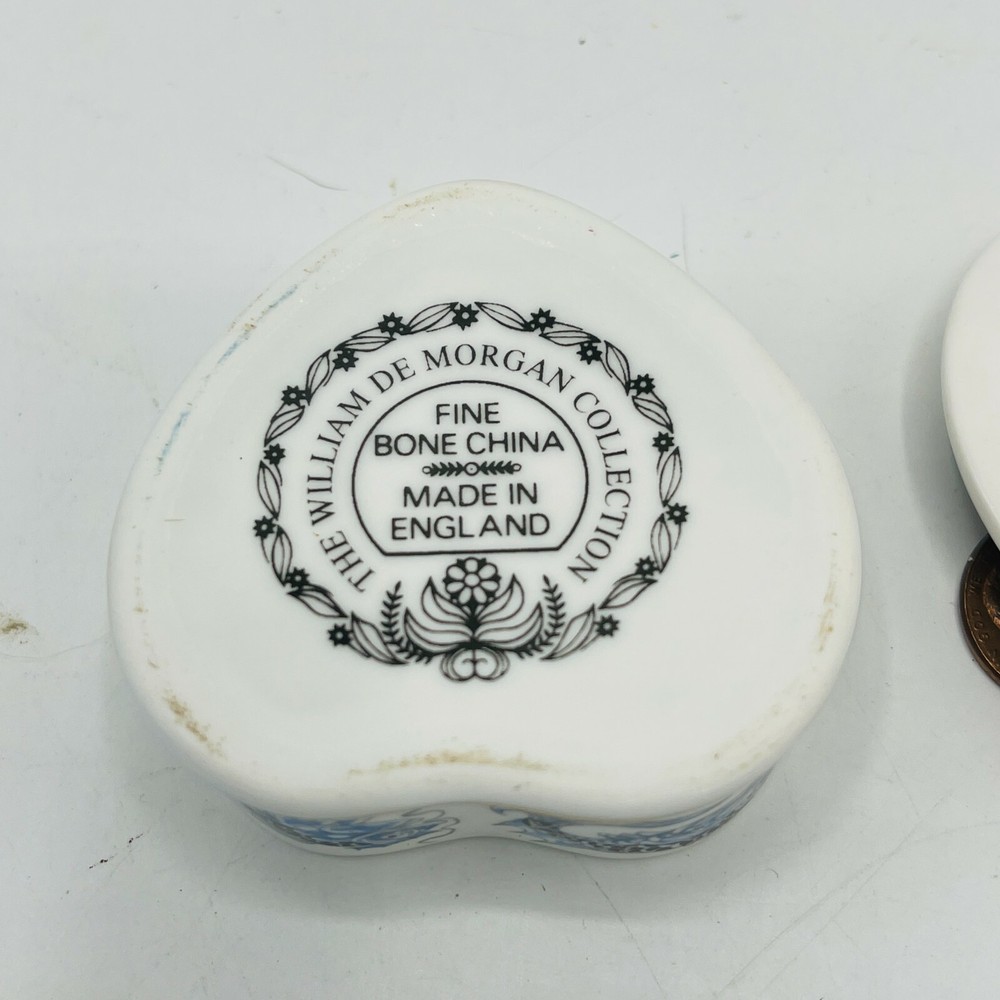 THE WILLIAM DE MORGAN COLLECTION
FINE
BONE CHINA
MADE IN
ENGLAND